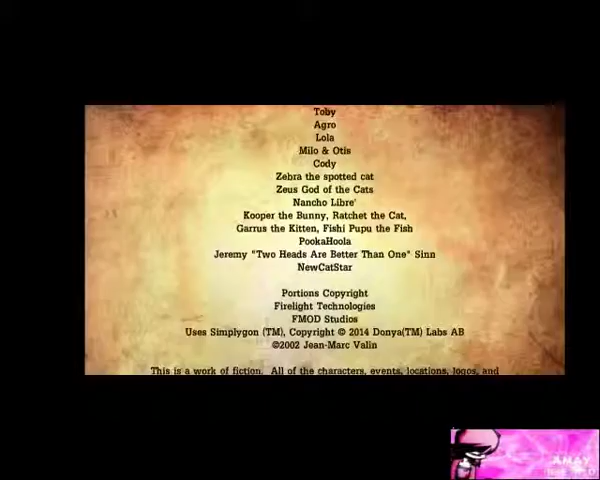 Toby
Agro
Lola
Milo & Otis
Cody
Zebra the spotted cat
Zeus God of the Cats
Nancho Libre'
Kooper the Bunny, Ratchet the Cat,
Garrus the Kitten, Fishi Pupu the Fish
PookaHoola
Jeremy "Two Heads Are Better Than One" Sinn
NewCatStar
Portions Copyright
Firelight Technologies
FMOD Studios
Uses Simplygon (TM), Copyright © 2014 Donya(TM) Labs AB
©2002 Jean-Marc Valin
This is a work of fiction. All of the characters, events, locations, logos, and